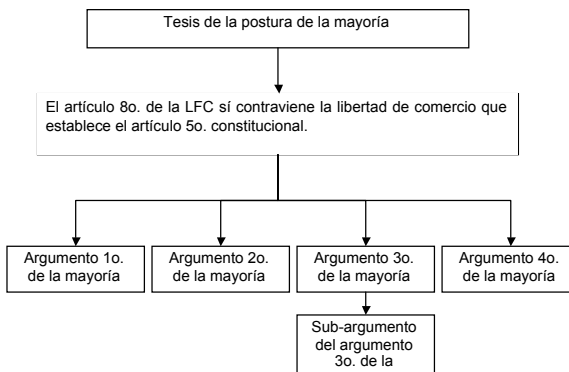 Tesis de la postura de la mayoría
El artículo 8o. de la LFC sí contraviene la libertad de comercio que
establece el artículo 5o. constitucional.
Argumento 1o.
de la mayoría
Argumento 2o.
de la mayoría
Argumento 3o.
de la mayoría
Argumento 4o.
de la mayoría
Sub-argumento
del argumento
3o. de la